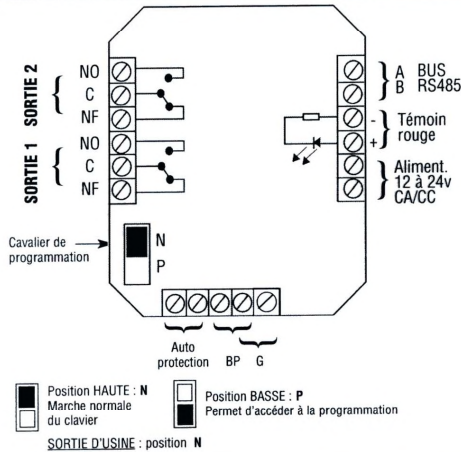 SORTIE 2
NO
C
NF
SORTIE 1
NO
C
NF
A BUS
B RS485
- Témoin
+ rouge
Aliment.
12 à 24v
CA/CC
Cavalier de
programmation
N
P
Auto
protection
BP
G
Position HAUTE : N
Marche normale
du clavier
Position BASSE : P
Permet d'accéder à la programmation
SORTIE D'USINE : position N